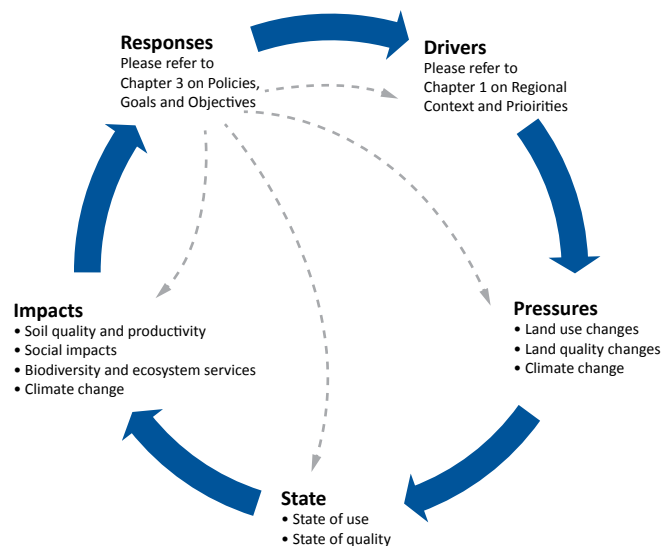 Responses
Please refer to
Chapter 3 on Policies,
Goals and Objectives
Drivers
Please refer to
Chapter 1 on Regional
Context and Prioirities
Pressures
• Land use changes
• Land quality changes
• Climate change
State
• State of use
• State of quality
Impacts
• Soil quality and productivity
• Social impacts
• Biodiversity and ecosystem services
• Climate change